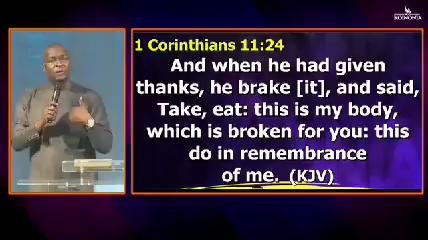 KOINONIA
1 Corinthians 11:24
And when he had given
thanks, he brake [it], and said,
Take, eat: this is my body,
which is broken for you: this
do in remembrance
of me. (KJV)